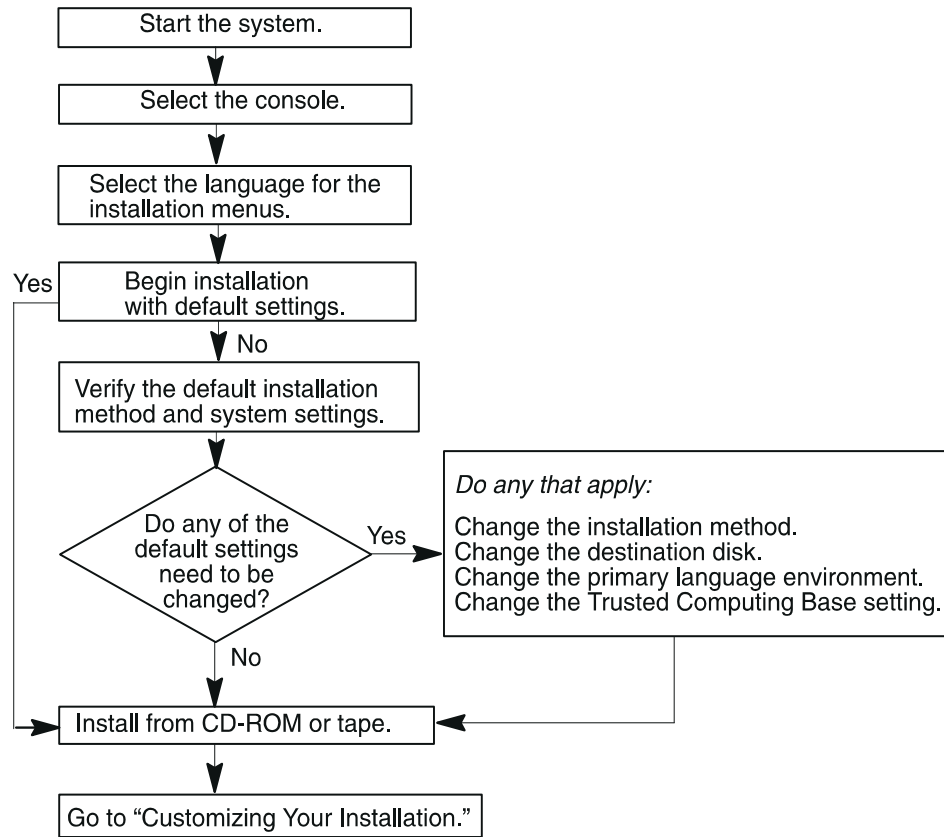 Start the system.
Select the console.
Select the language for the
installation menus.
Yes
Begin installation
with default settings.
No
Verify the default installation
method and system settings.
Do any of the
default settings
need to be
changed?
Yes
Do any that apply:
Change the installation method.
Change the destination disk.
Change the primary language environment.
Change the Trusted Computing Base setting.
No
Install from CD-ROM or tape.
Go to “Customizing Your Installation.”